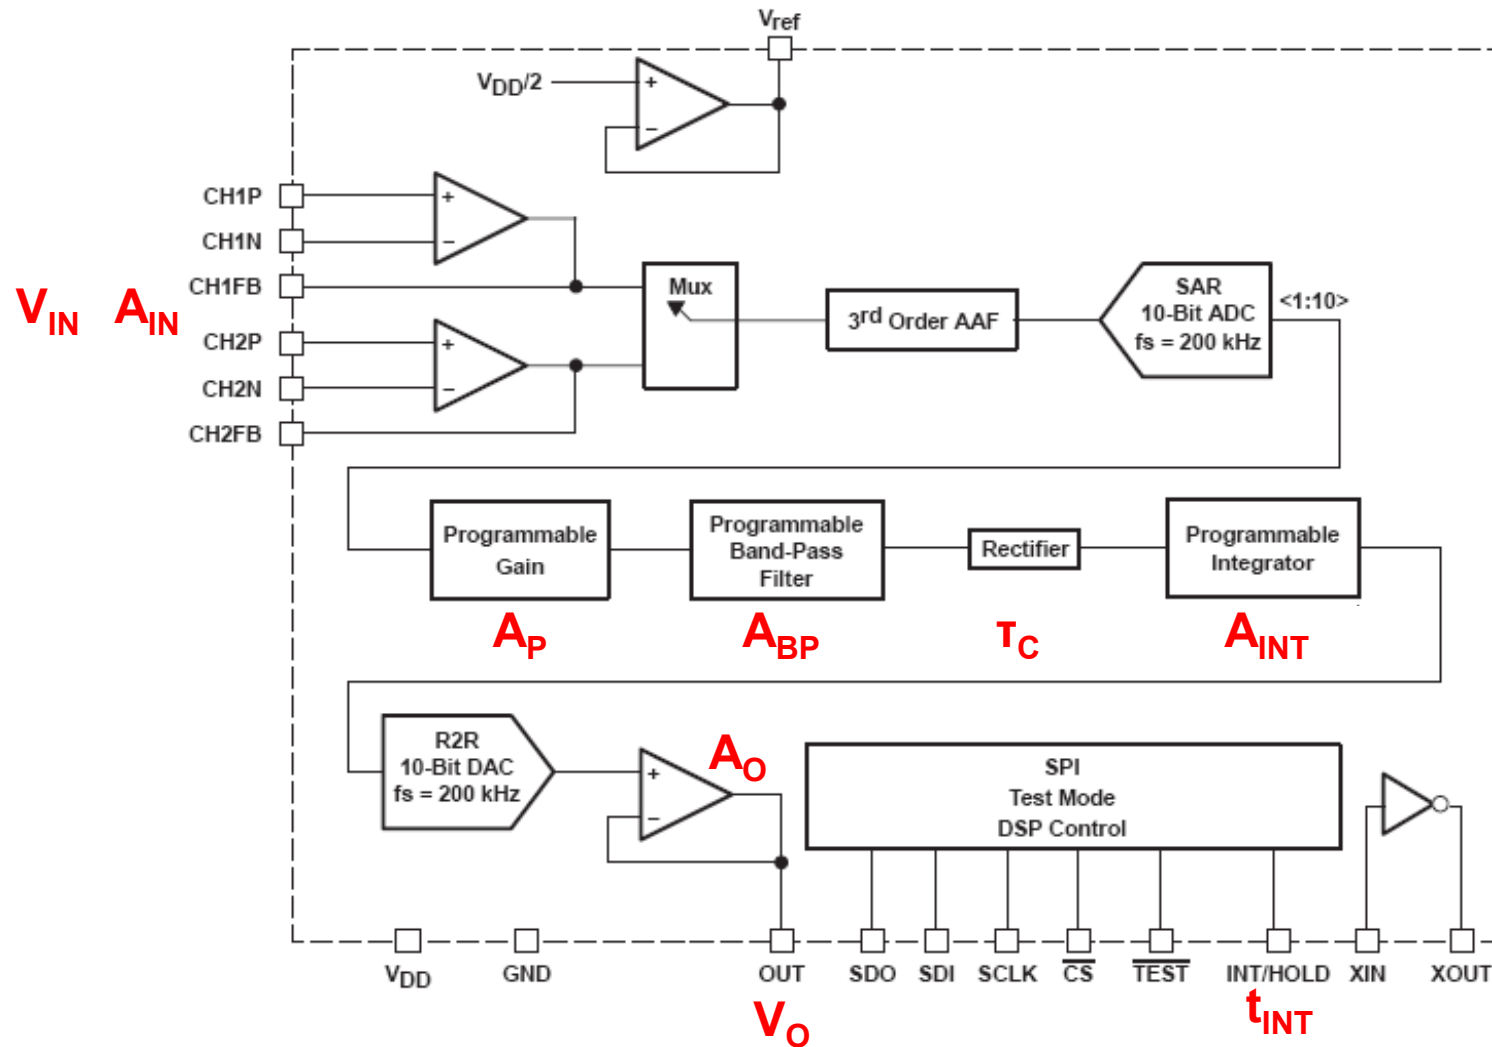 Vref
VDD/2
+
−
CH1P
+
CH1N
−
CH1FB
VIN AIN
CH2P
+
CH2N
−
CH2FB
Mux
3rd Order AAF
SAR
10-Bit ADC
fs = 200 kHz
<1:10>
Programmable
Gain
Programmable
Band-Pass
Filter
Rectifier
Programmable
Integrator
AP
ABP
τC
AINT
R2R
10-Bit DAC
fs = 200 kHz
+
−
AO
SPI
Test Mode
DSP Control
VDD
GND
OUT
SDO
SDI
SCLK
CS
TEST
INT/HOLD
XIN
XOUT
VO
tINT